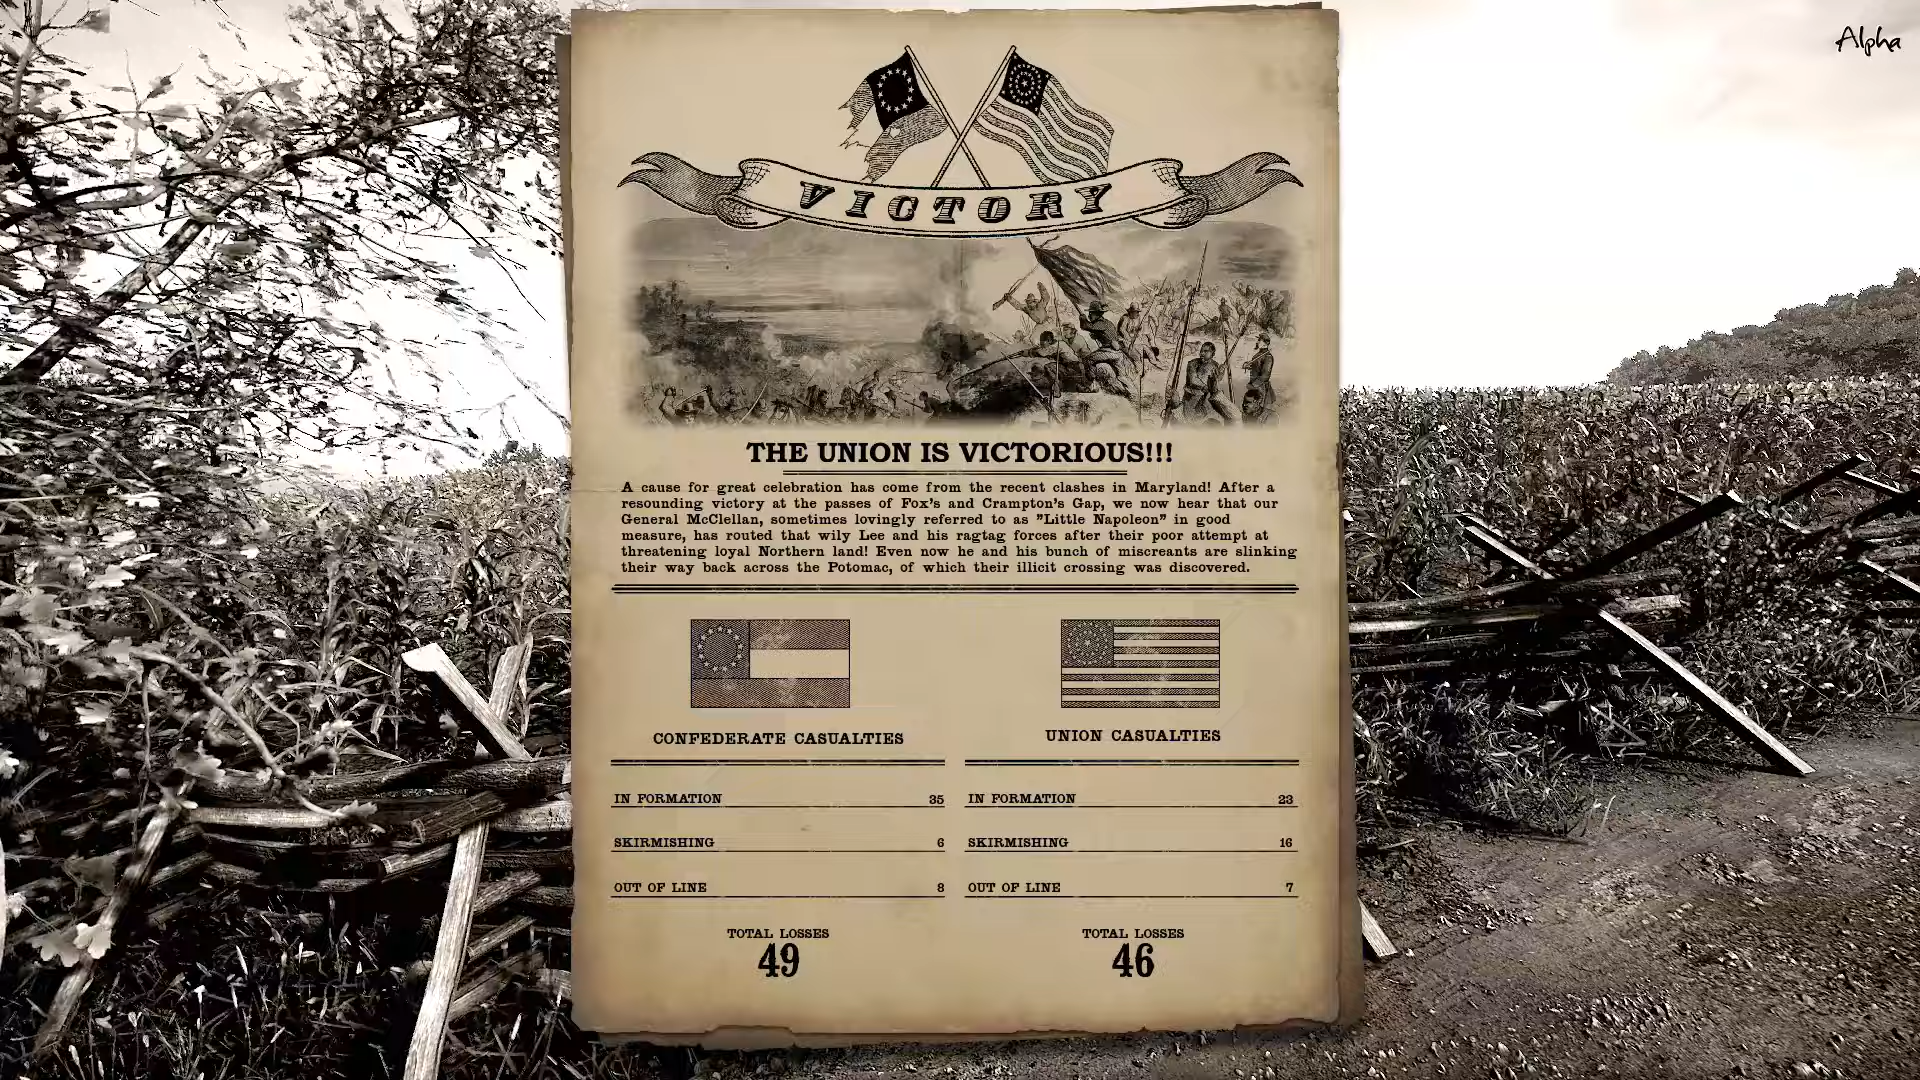 Alpha
VICTORY
THE UNION IS VICTORIOUS!!!
A cause for great celebration has come from the recent clashes in Maryland! After a
resounding victory at the passes of Fox's and Crampton's Gap, we now hear that our
General McClellan, sometimes lovingly referred to as "Little Napoleon" in good
measure, has routed that wily Lee and his ragtag forces after their poor attempt at
threatening loyal Northern land! Even now he and his bunch of miscreants are slinking
their way back across the Potomac, of which their illicit crossing was discovered.
CONFEDERATE CASUALTIES
IN FORMATION 35
SKIRMISHING 6
OUT OF LINE 8
TOTAL LOSSES
49
UNION CASUALTIES
IN FORMATION 23
SKIRMISHING 16
OUT OF LINE 7
TOTAL LOSSES
46